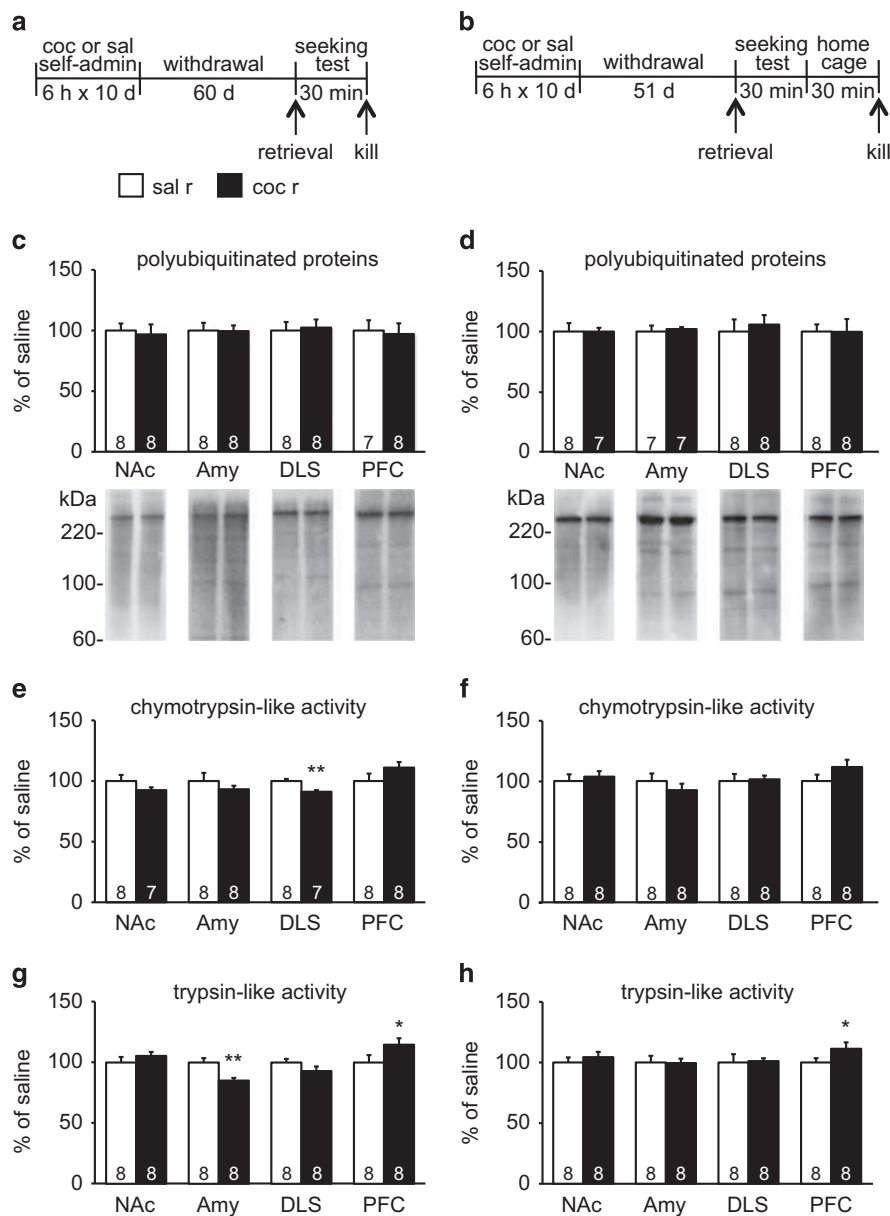 a
coc or sal
self-admin
withdrawal
seeking
test
6 h x 10 d
60 d
30 min
retrieval
kill
sal r
coc r
b
coc or sal
self-admin
withdrawal
seeking
test
home
cage
6 h x 10 d
51 d
30 min
30 min
retrieval
kill
c
polyubiquitinated proteins
% of saline
150
100
50
0
8 8 8 8 8 8 7 8
NAc Amy DLS PFC
kDa
220-
100-
60-
d
polyubiquitinated proteins
% of saline
150
100
50
0
8 7 7 7 8 8 8 8
NAc Amy DLS PFC
kDa
220-
100-
60-
e
chymotrypsin-like activity
% of saline
150
100
50
0
**
8 7 8 8 8 7 8 8
NAc Amy DLS PFC
f
chymotrypsin-like activity
% of saline
150
100
50
0
8 8 8 8 8 8 8 8
NAc Amy DLS PFC
g
trypsin-like activity
% of saline
150
100
50
0
** *
8 8 8 8 8 8 8 8
NAc Amy DLS PFC
h
trypsin-like activity
% of saline
150
100
50
0
*
8 8 8 8 8 8 8 8
NAc Amy DLS PFC